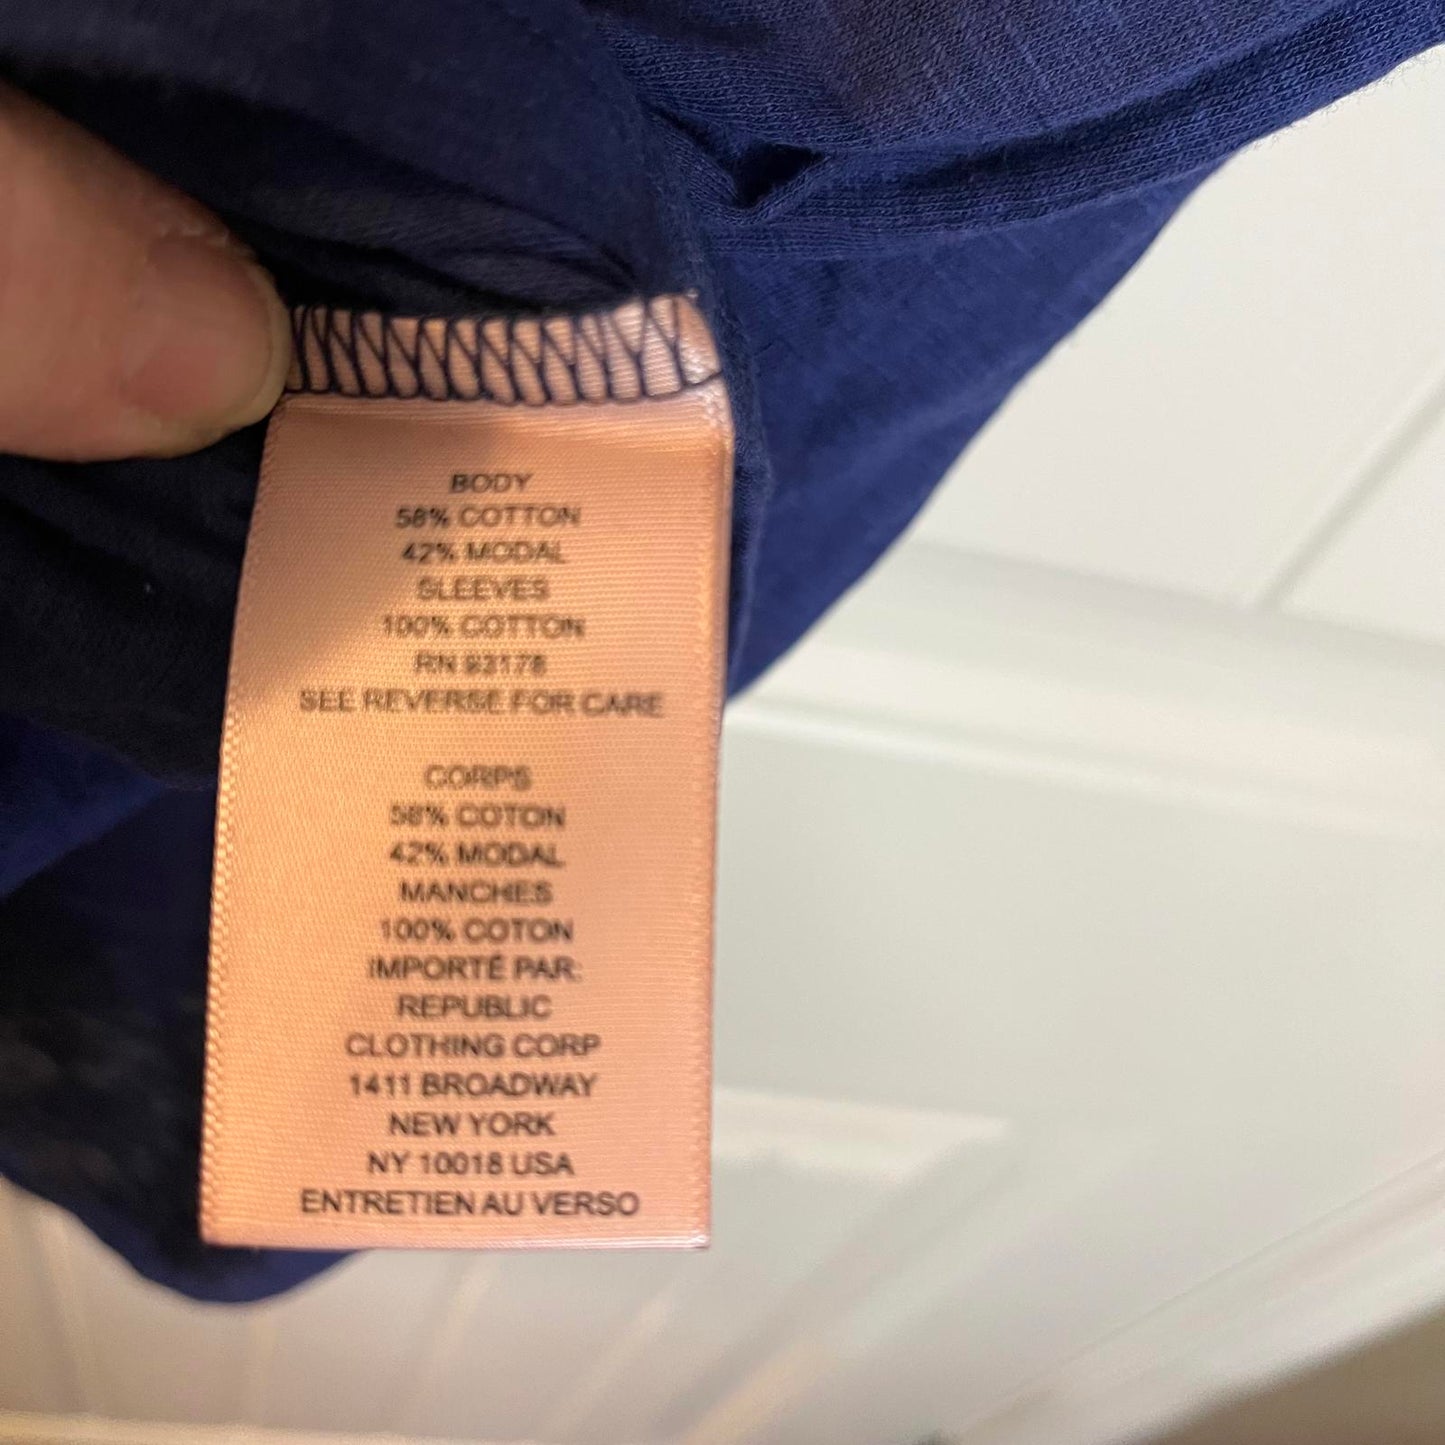 BODY
58% COTTON
42% MODAL
SLEEVES
100% COTTON
RN 93178
SEE REVERSE FOR CARE
CORPS
58% COTON
42% MODAL
MANCHES
100% COTON
IMPORTÉ PAR:
REPUBLIC
CLOTHING CORP
1411 BROADWAY
NEW YORK
NY 10018 USA
ENTRETIEN AU VERSO